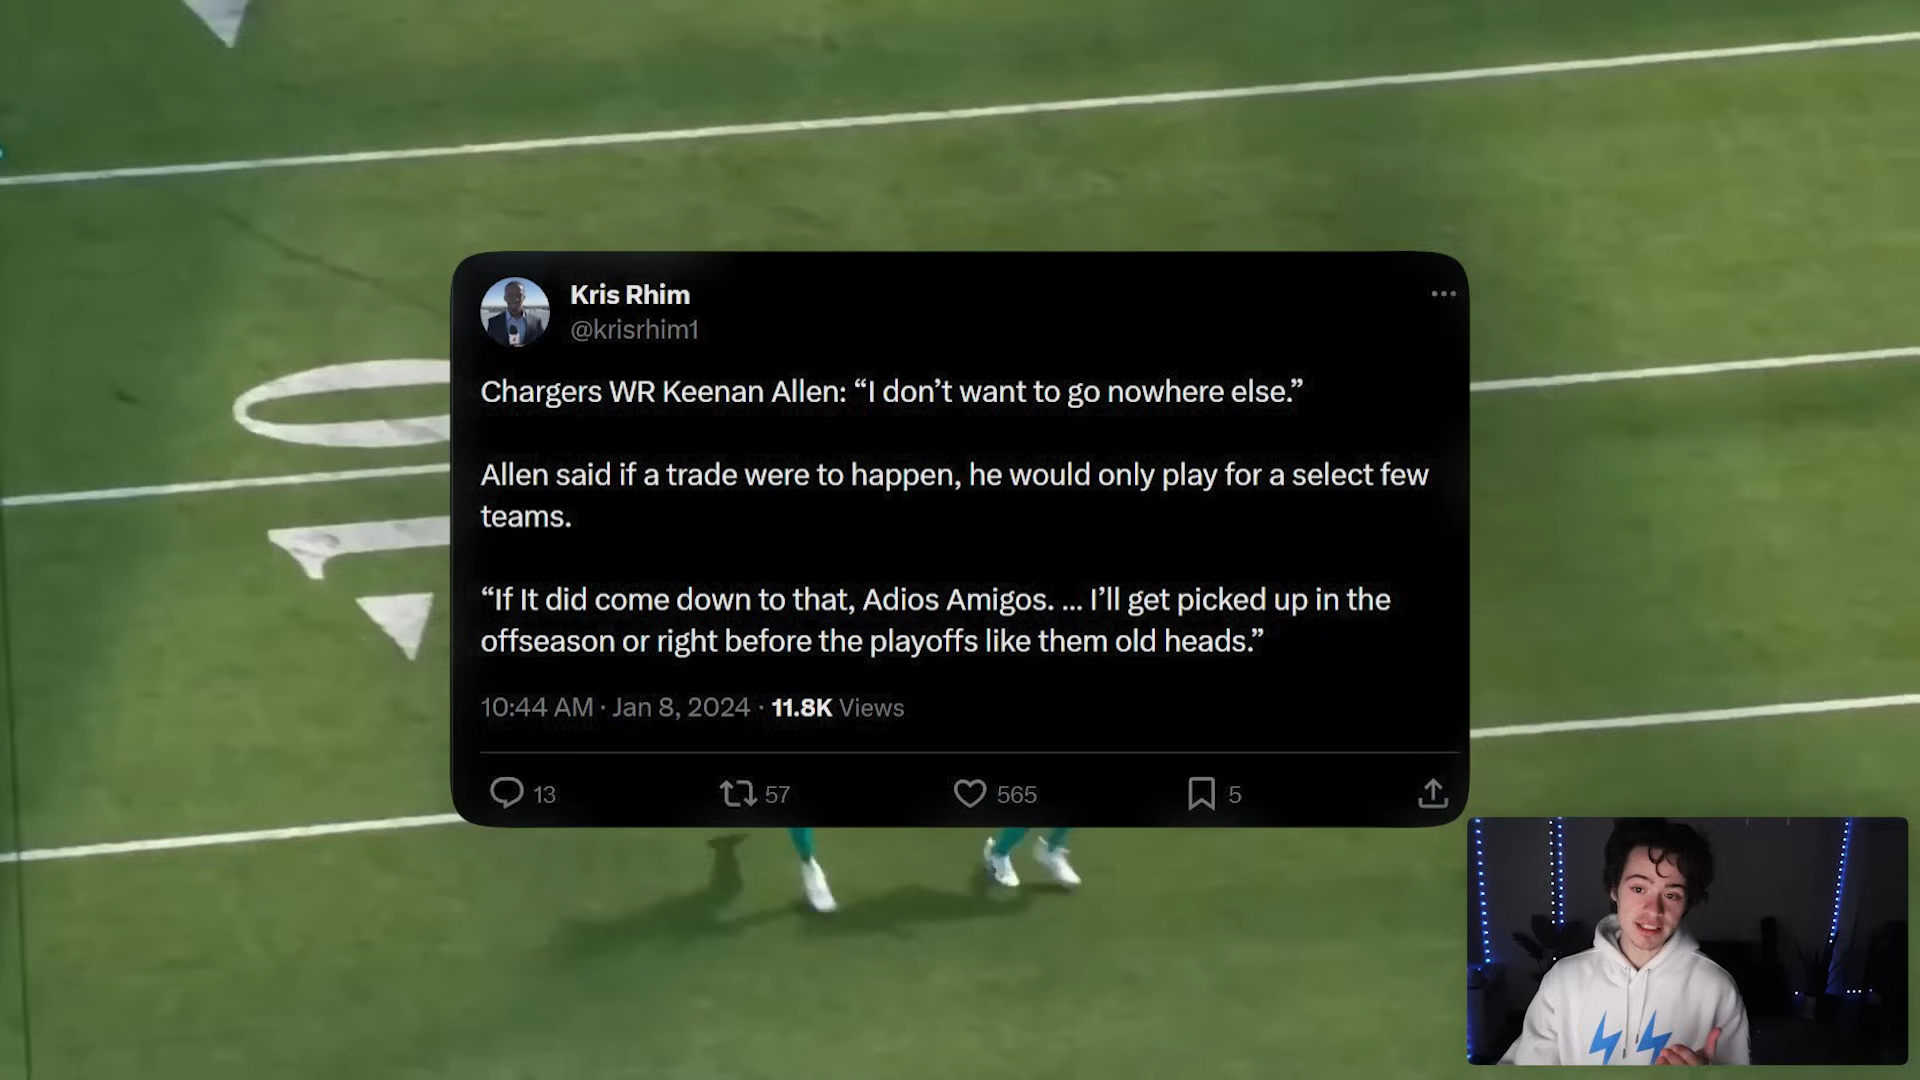 Kris Rhim
@krisrhim1
Chargers WR Keenan Allen: “I don’t want to go nowhere else.”
Allen said if a trade were to happen, he would only play for a select few
teams.
“If It did come down to that, Adios Amigos. ... I’ll get picked up in the
offseason or right before the playoffs like them old heads.”
10:44 AM · Jan 8, 2024 · 11.8K Views
13 57 565 5
10